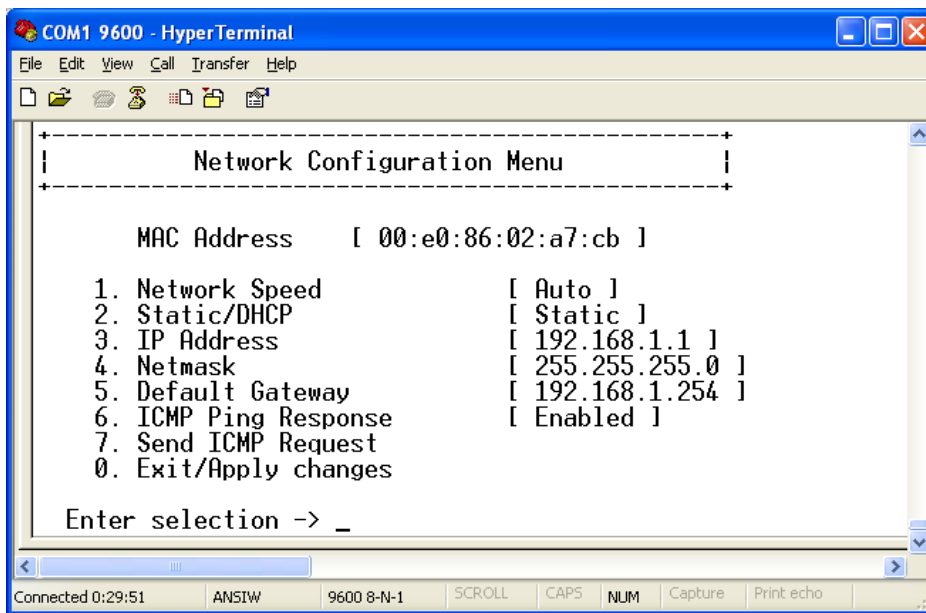 COM1 9600 - HyperTerminal
File Edit View Call Transfer Help
+-----------------------------------------------+
¦ Network Configuration Menu ¦
+-----------------------------------------------+
MAC Address [ 00:e0:86:02:a7:cb ]
1. Network Speed [ Auto ]
2. Static/DHCP [ Static ]
3. IP Address [ 192.168.1.1 ]
4. Netmask [ 255.255.255.0 ]
5. Default Gateway [ 192.168.1.254 ]
6. ICMP Ping Response [ Enabled ]
7. Send ICMP Request
0. Exit/Apply changes
Enter selection -> _
Connected 0:29:51 ANSIW 9600 8-N-1 SCROLL CAPS NUM Capture Print echo